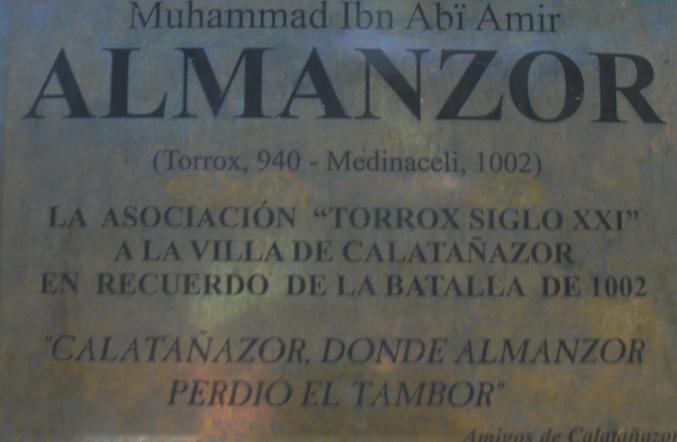 Muhammad Ibn Abï Amir
ALMANZOR
(Torrox, 940 - Medinaceli, 1002)
LA ASOCIACIÓN “TORROX SIGLO XXI”
A LA VILLA DE CALATAÑAZOR
EN RECUERDO DE LA BATALLA DE 1002
"CALATAÑAZOR, DONDE ALMANZOR
PERDIÓ EL TAMBOR"
Amigos de Calatañazor